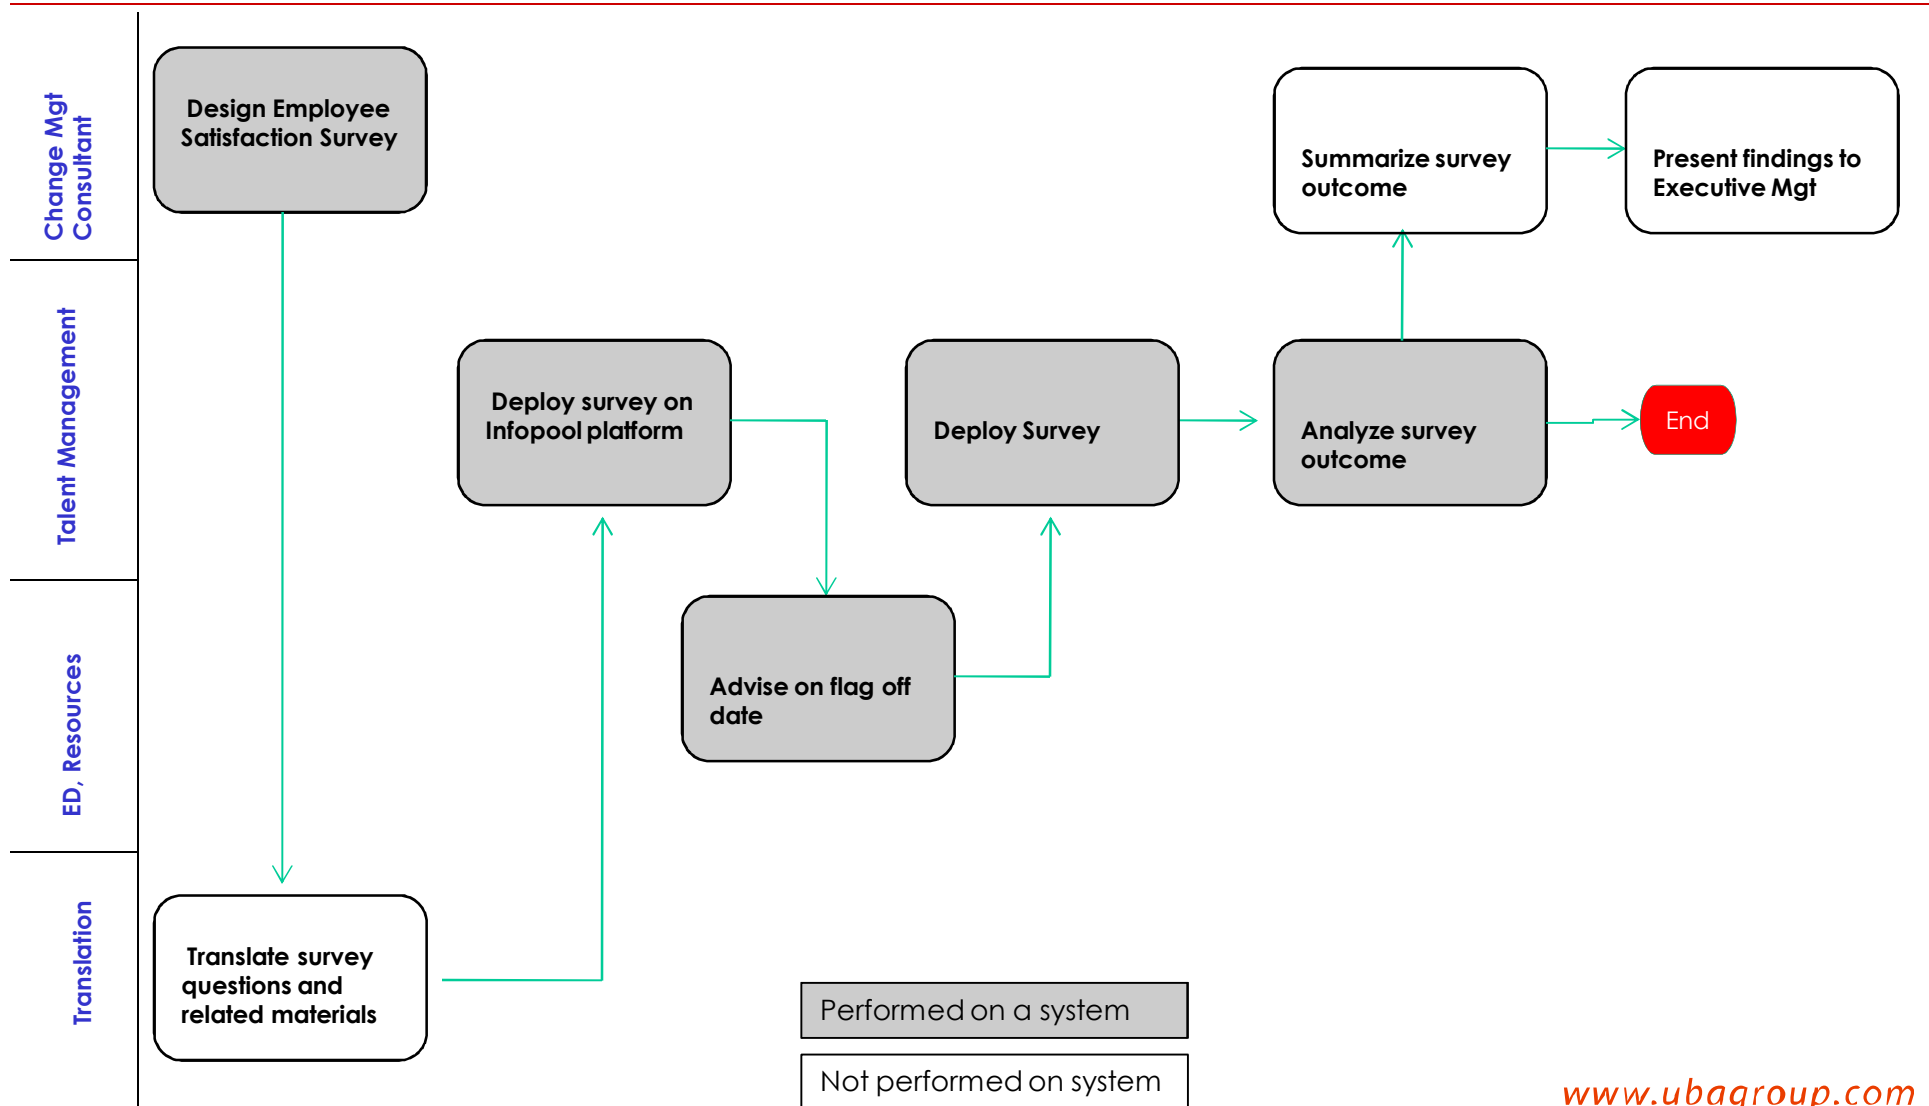 Change Mgt
Consultant
Design Employee
Satisfaction Survey
Summarize survey
outcome
Present findings to
Executive Mgt
Talent Management
Deploy survey on
Infopool platform
Deploy Survey
Analyze survey
outcome
End
ED, Resources
Advise on flag off
date
Translation
Translate survey
questions and
related materials
Performed on a system
Not performed on system
www.ubagroup.com